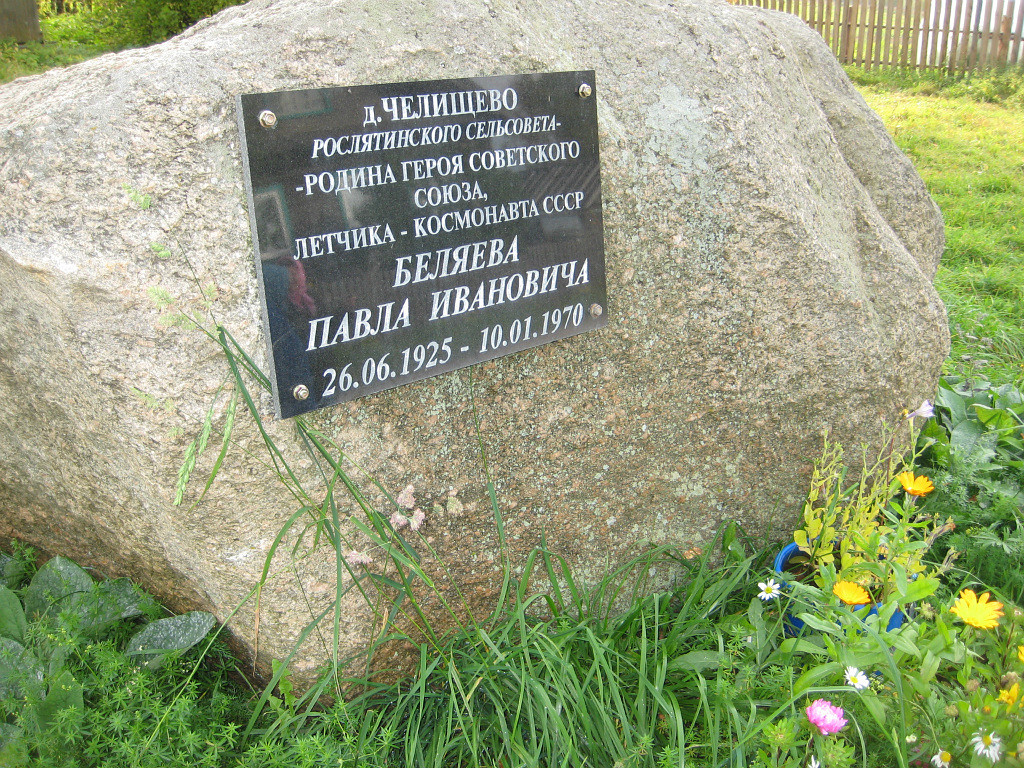 д.ЧЕЛИЩЕВО
РОСЛЯТИНСКОГО СЕЛЬСОВЕТА-
-РОДИНА ГЕРОЯ СОВЕТСКОГО
СОЮЗА,
ЛЕТЧИКА - КОСМОНАВТА СССР
БЕЛЯЕВА
ПАВЛА ИВАНОВИЧА
26.06.1925 - 10.01.1970